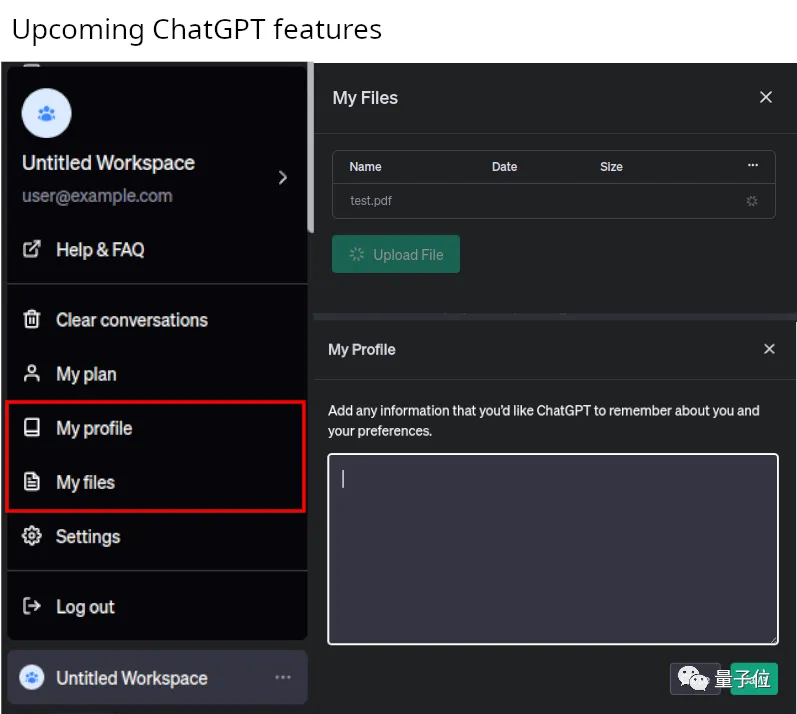 Upcoming ChatGPT features
Untitled Workspace
user@example.com
Help & FAQ
Clear conversations
My plan
My profile
My files
Settings
Log out
Untitled Workspace
My Files
Name Date Size
test.pdf
Upload File
My Profile
Add any information that you'd like ChatGPT to remember about you and
your preferences.
量子位